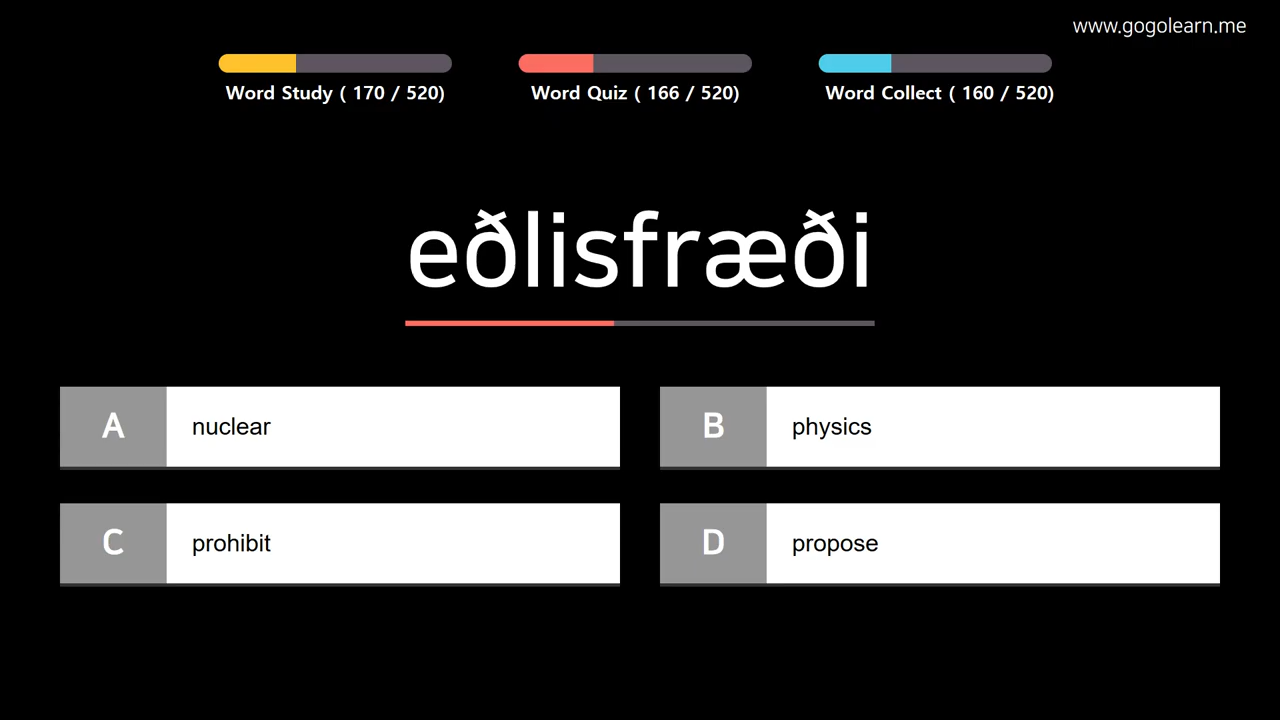 www.gogolearn.me
Word Study ( 170 / 520)
Word Quiz ( 166 / 520)
Word Collect ( 160 / 520)
eðlisfræði
A nuclear
B physics
C prohibit
D propose